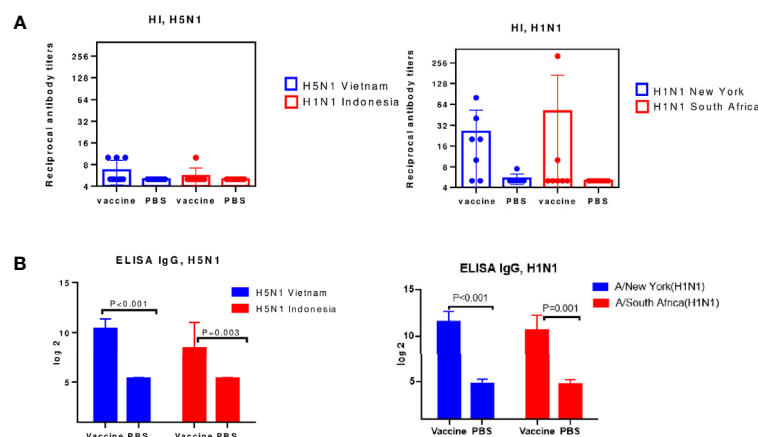 A
HI, H5N1
Reciprocal antibody titers
256
128
64
32
16
8
4
vaccine PBS vaccine PBS
H5N1 Vietnam
H1N1 Indonesia
HI, H1N1
Reciprocal antibody titers
256
128
64
32
16
8
4
vaccine PBS vaccine PBS
H1N1 New York
H1N1 South Africa
B
ELISA IgG, H5N1
log 2
15
10
5
P<0.001
P=0.003
Vaccine PBS Vaccine PBS
H5N1 Vietnam
H5N1 Indonesia
ELISA IgG, H1N1
log 2
15
10
5
P<0.001
P=0.001
Vaccine PBS Vaccine PBS
A/New York(H1N1)
A/South Africa(H1N1)